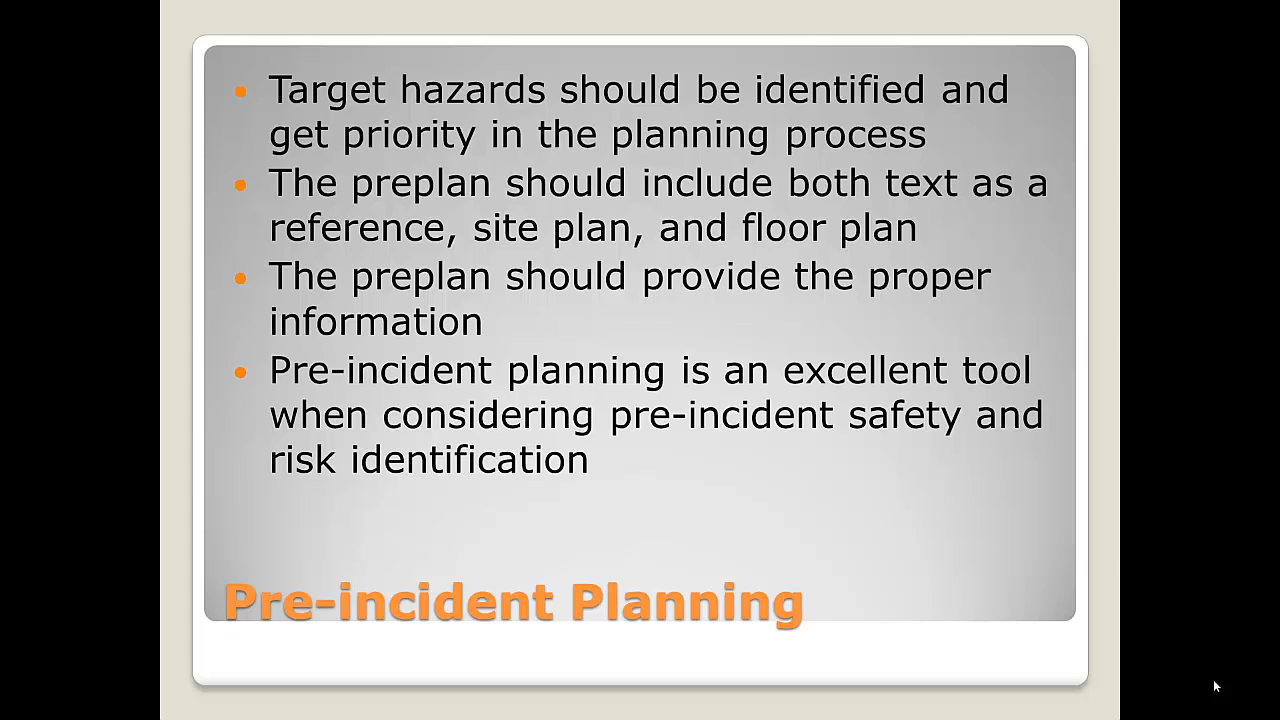 Target hazards should be identified and
get priority in the planning process
The preplan should include both text as a
reference, site plan, and floor plan
The preplan should provide the proper
information
Pre-incident planning is an excellent tool
when considering pre-incident safety and
risk identification
Pre-incident Planning